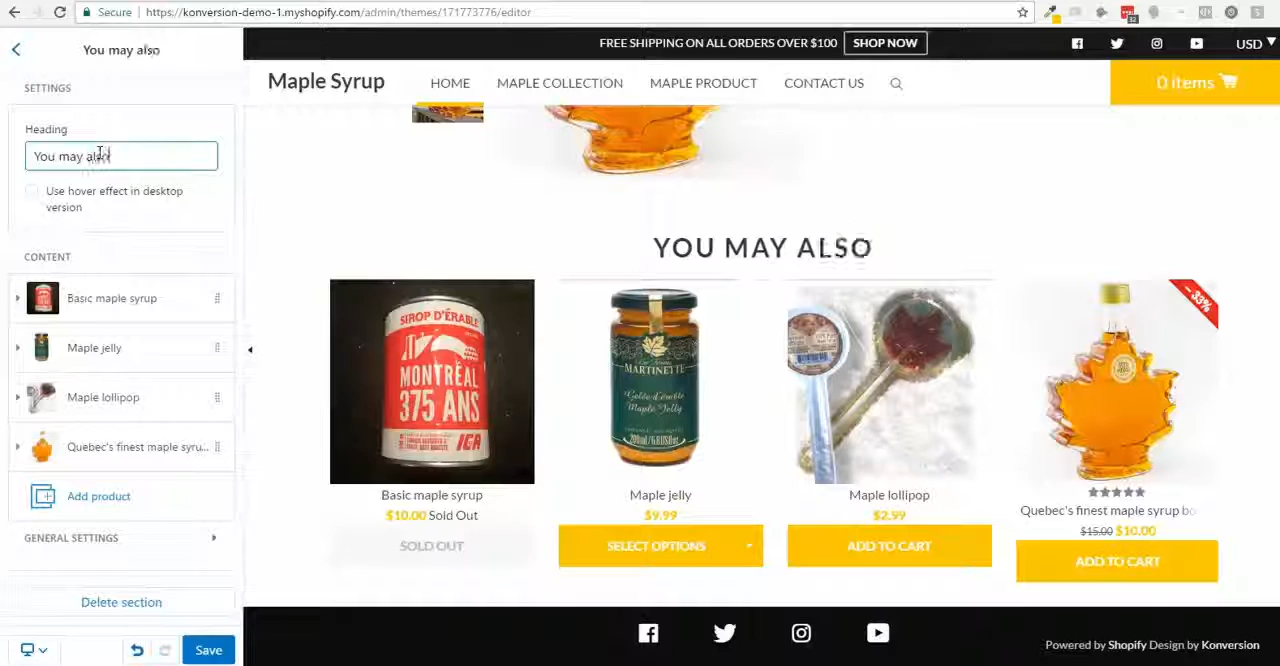 Secure
https://konversion-demo-1.myshopify.com/admin/themes/171773776/editor
You may also
SETTINGS
Heading
You may also
Use hover effect in desktop
version
CONTENT
Basic maple syrup
Maple jelly
Maple lollipop
Quebec's finest maple syru...
Add product
GENERAL SETTINGS
Delete section
Save
FREE SHIPPING ON ALL ORDERS OVER $100 SHOP NOW
USD
Maple Syrup HOME MAPLE COLLECTION MAPLE PRODUCT CONTACT US
0 items
YOU MAY ALSO
SIROP D'ÉRABLE
MONTRÉAL
375 ANS
IGA
MARTINETTE
Gelée d'érable
Maple Jelly
- 33%
Basic maple syrup
$10.00 Sold Out
SOLD OUT
Maple jelly
$9.99
SELECT OPTIONS
Maple lollipop
$2.99
ADD TO CART
Quebec's finest maple syrup bo
$15.00 $10.00
ADD TO CART
Powered by Shopify Design by Konversion